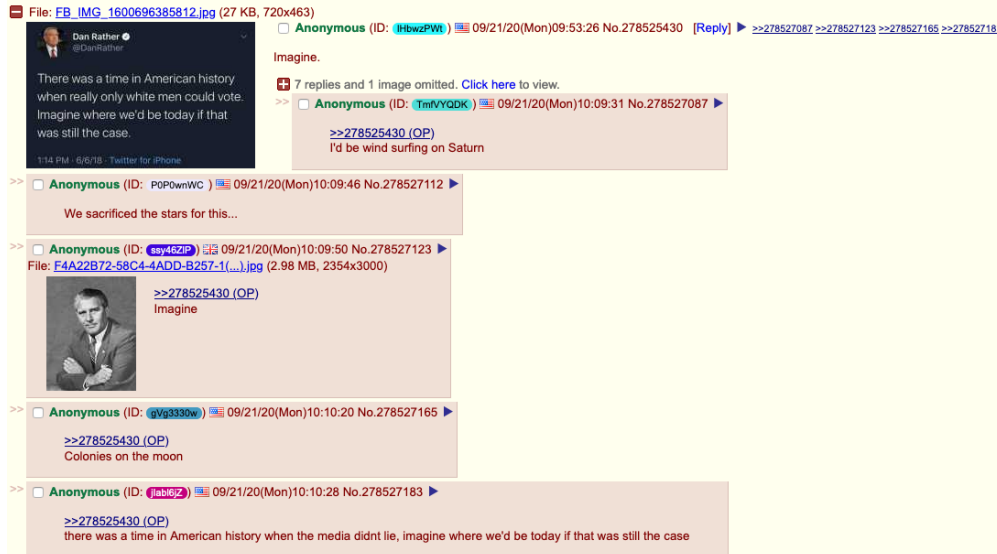 File: FB_IMG_1600696385812.jpg (27 KB, 720x463)
Dan Rather
@DanRather
There was a time in American history
when really only white men could vote.
Imagine where we'd be today if that
was still the case.
1:14 PM · 6/6/18 · Twitter for iPhone
Anonymous (ID: IHbwzPWt) 09/21/20(Mon)09:53:26 No.278525430 [Reply] ▶ >>278527087 >>278527123 >>278527165 >>27852718
Imagine.
7 replies and 1 image omitted. Click here to view.
>> Anonymous (ID: TmfVYQDK) 09/21/20(Mon)10:09:31 No.278527087 ▶
>>278525430 (OP)
I'd be wind surfing on Saturn
>> Anonymous (ID: P0P0wnWC) 09/21/20(Mon)10:09:46 No.278527112 ▶
We sacrificed the stars for this...
>> Anonymous (ID: ssy46ZIP) 09/21/20(Mon)10:09:50 No.278527123 ▶
File: F4A22B72-58C4-4ADD-B257-1(...).jpg (2.98 MB, 2354x3000)
>>278525430 (OP)
Imagine
>> Anonymous (ID: gVg3330w) 09/21/20(Mon)10:10:20 No.278527165 ▶
>>278525430 (OP)
Colonies on the moon
>> Anonymous (ID: jlabl6jZ) 09/21/20(Mon)10:10:28 No.278527183 ▶
>>278525430 (OP)
there was a time in American history when the media didnt lie, imagine where we'd be today if that was still the case